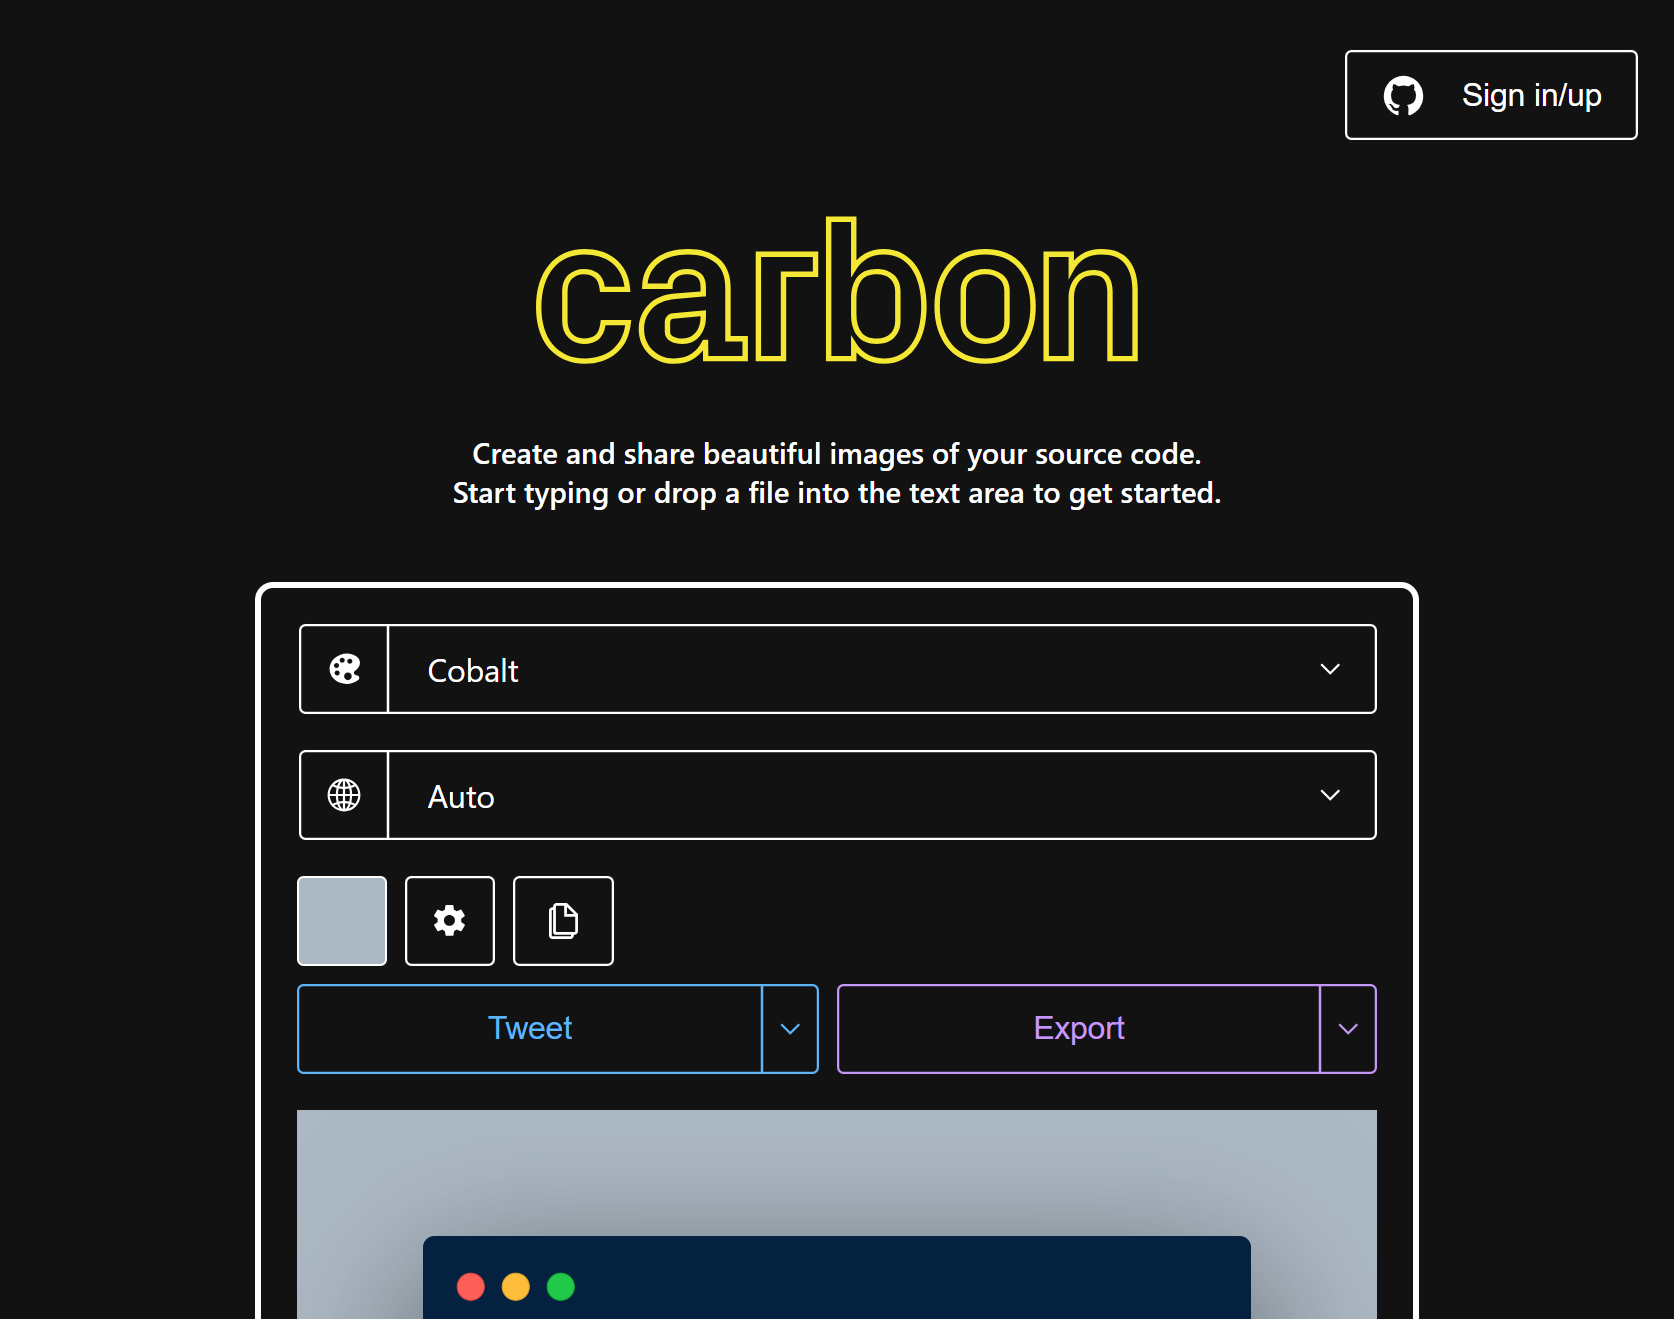 Sign in/up
carbon
Create and share beautiful images of your source code.
Start typing or drop a file into the text area to get started.
Cobalt
Auto
Tweet
Export